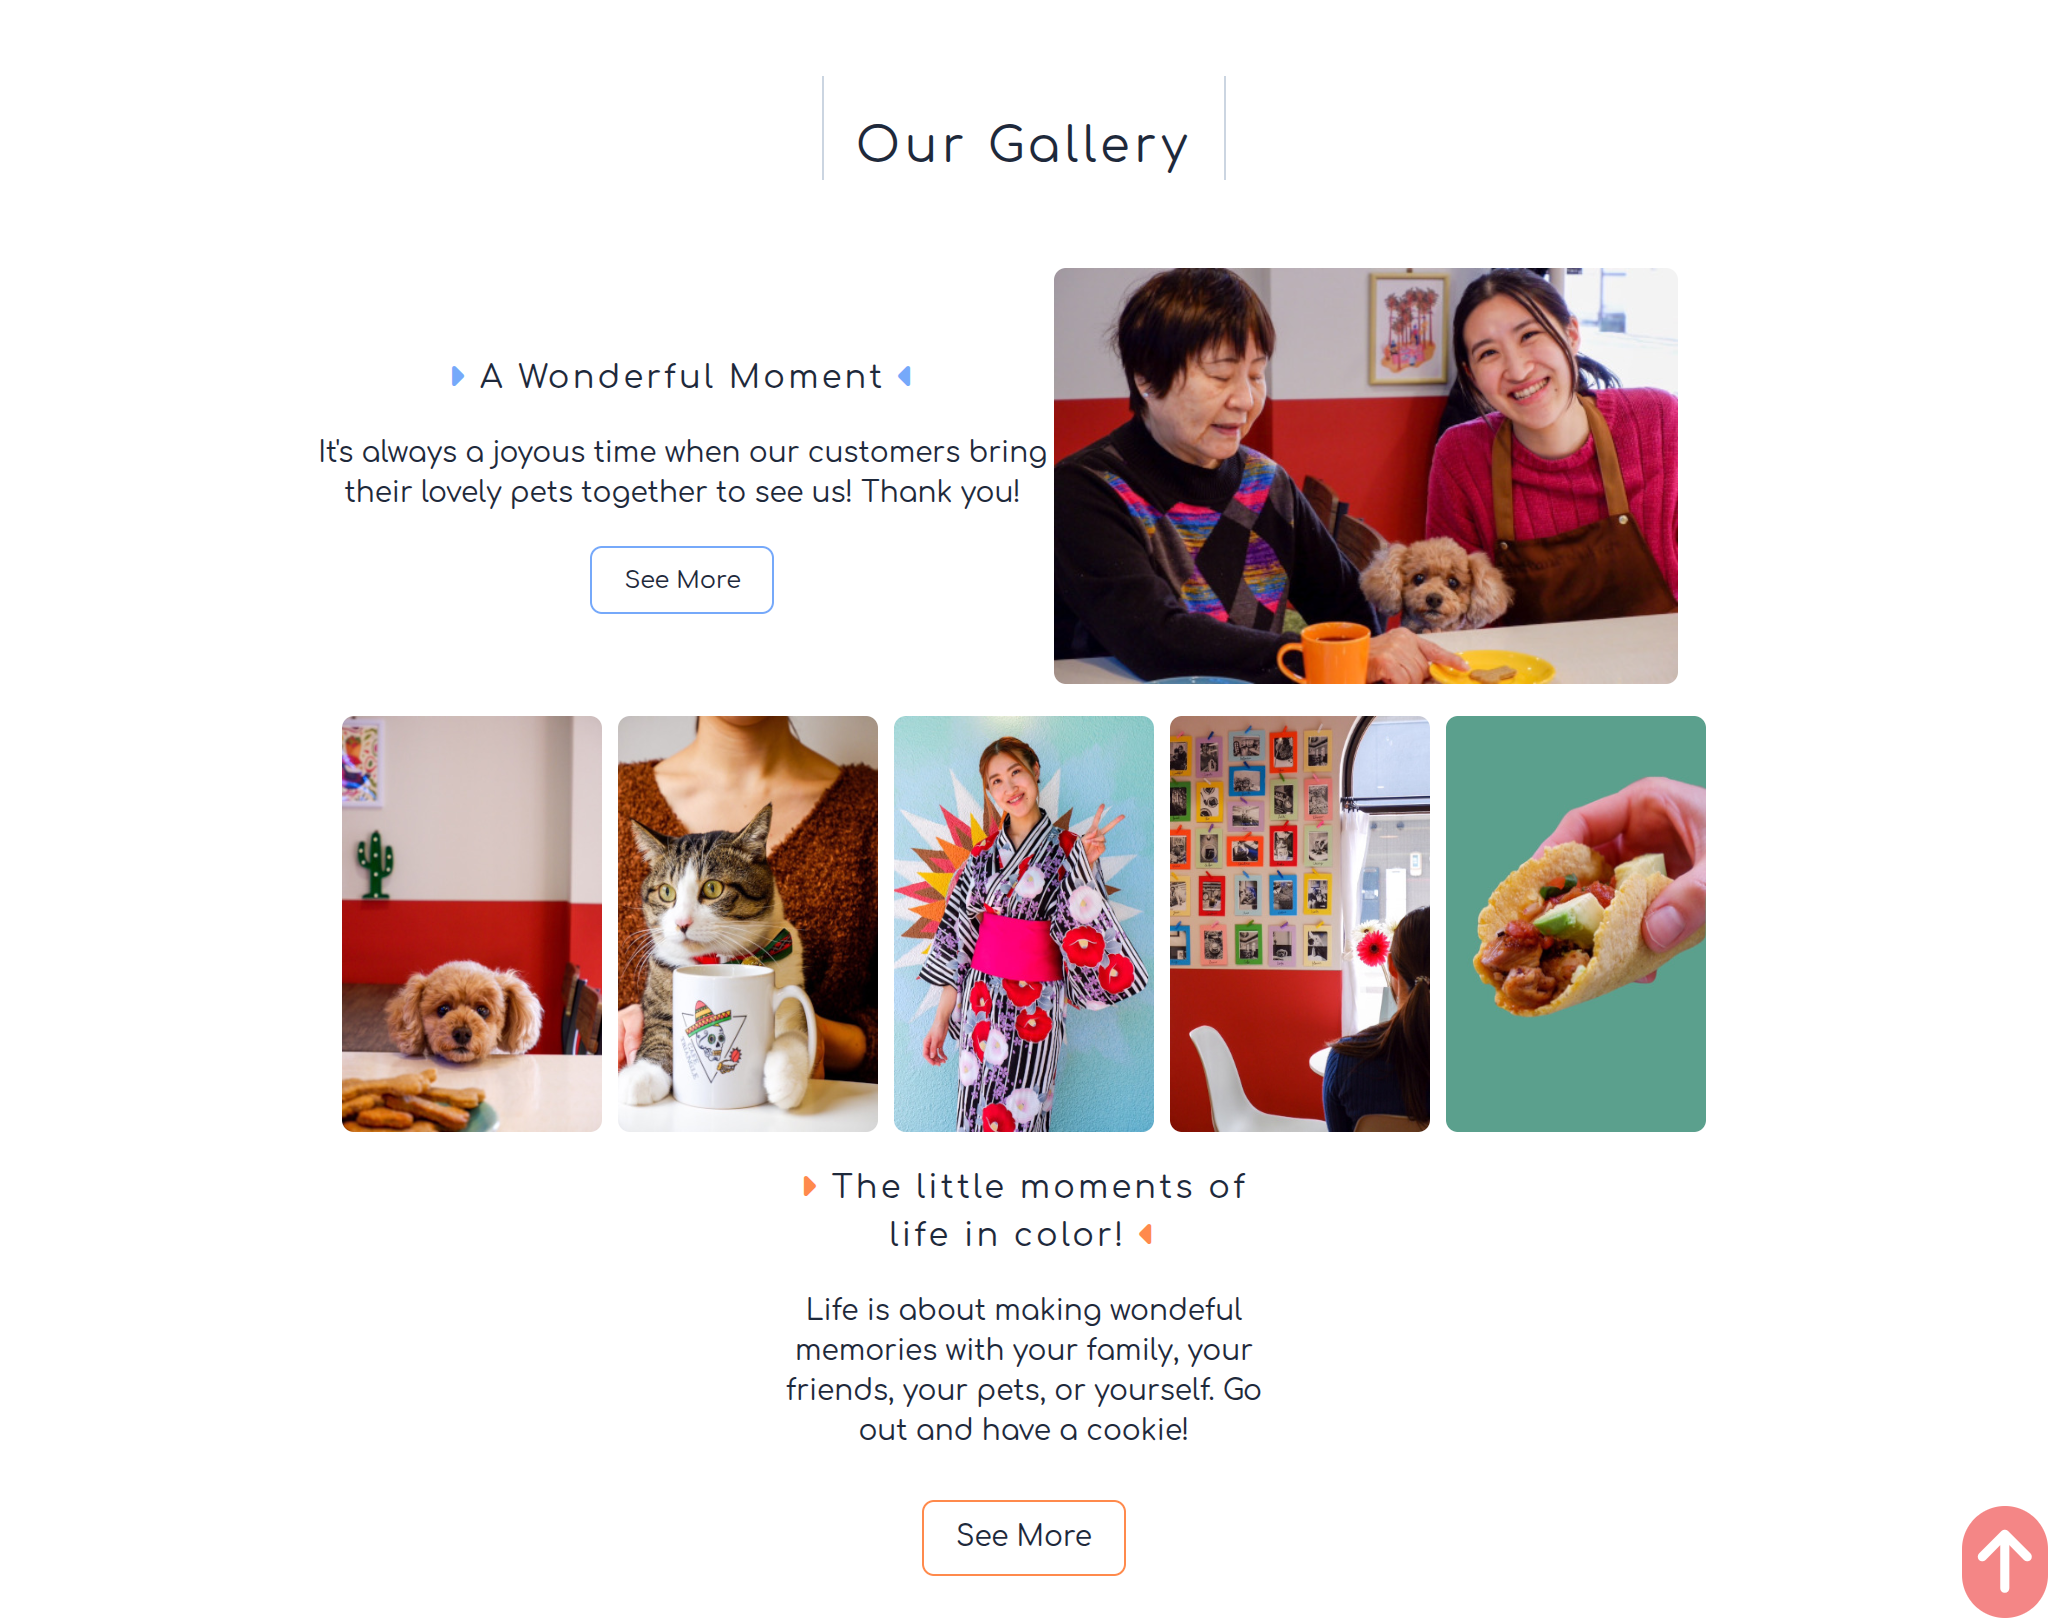 Our Gallery
A Wonderful Moment
It's always a joyous time when our customers bring
their lovely pets together to see us! Thank you!
See More
The little moments of
life in color!
Life is about making wondeful
memories with your family, your
friends, your pets, or yourself. Go
out and have a cookie!
See More